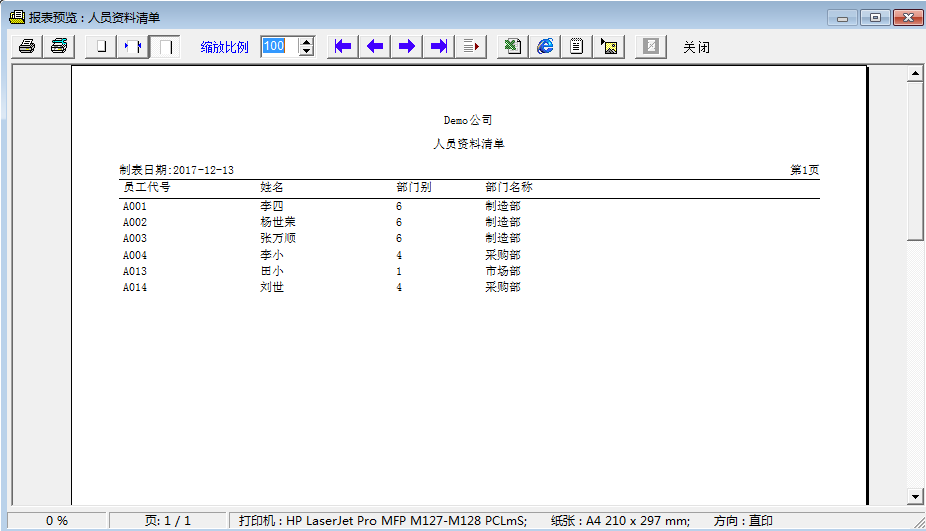 报表预览 : 人员资料清单
缩放比例 100 关闭
Demo公司
人员资料清单
制表日期:2017-12-13 第1页
员工代号 姓名 部门别 部门名称
A001 李四 6 制造部
A002 杨世荣 6 制造部
A003 张万顺 6 制造部
A004 李小 4 采购部
A013 田小 1 市场部
A014 刘世 4 采购部
0 % 页: 1 / 1 打印机 : HP LaserJet Pro MFP M127-M128 PCLmS; 纸张 : A4 210 x 297 mm; 方向 : 直印